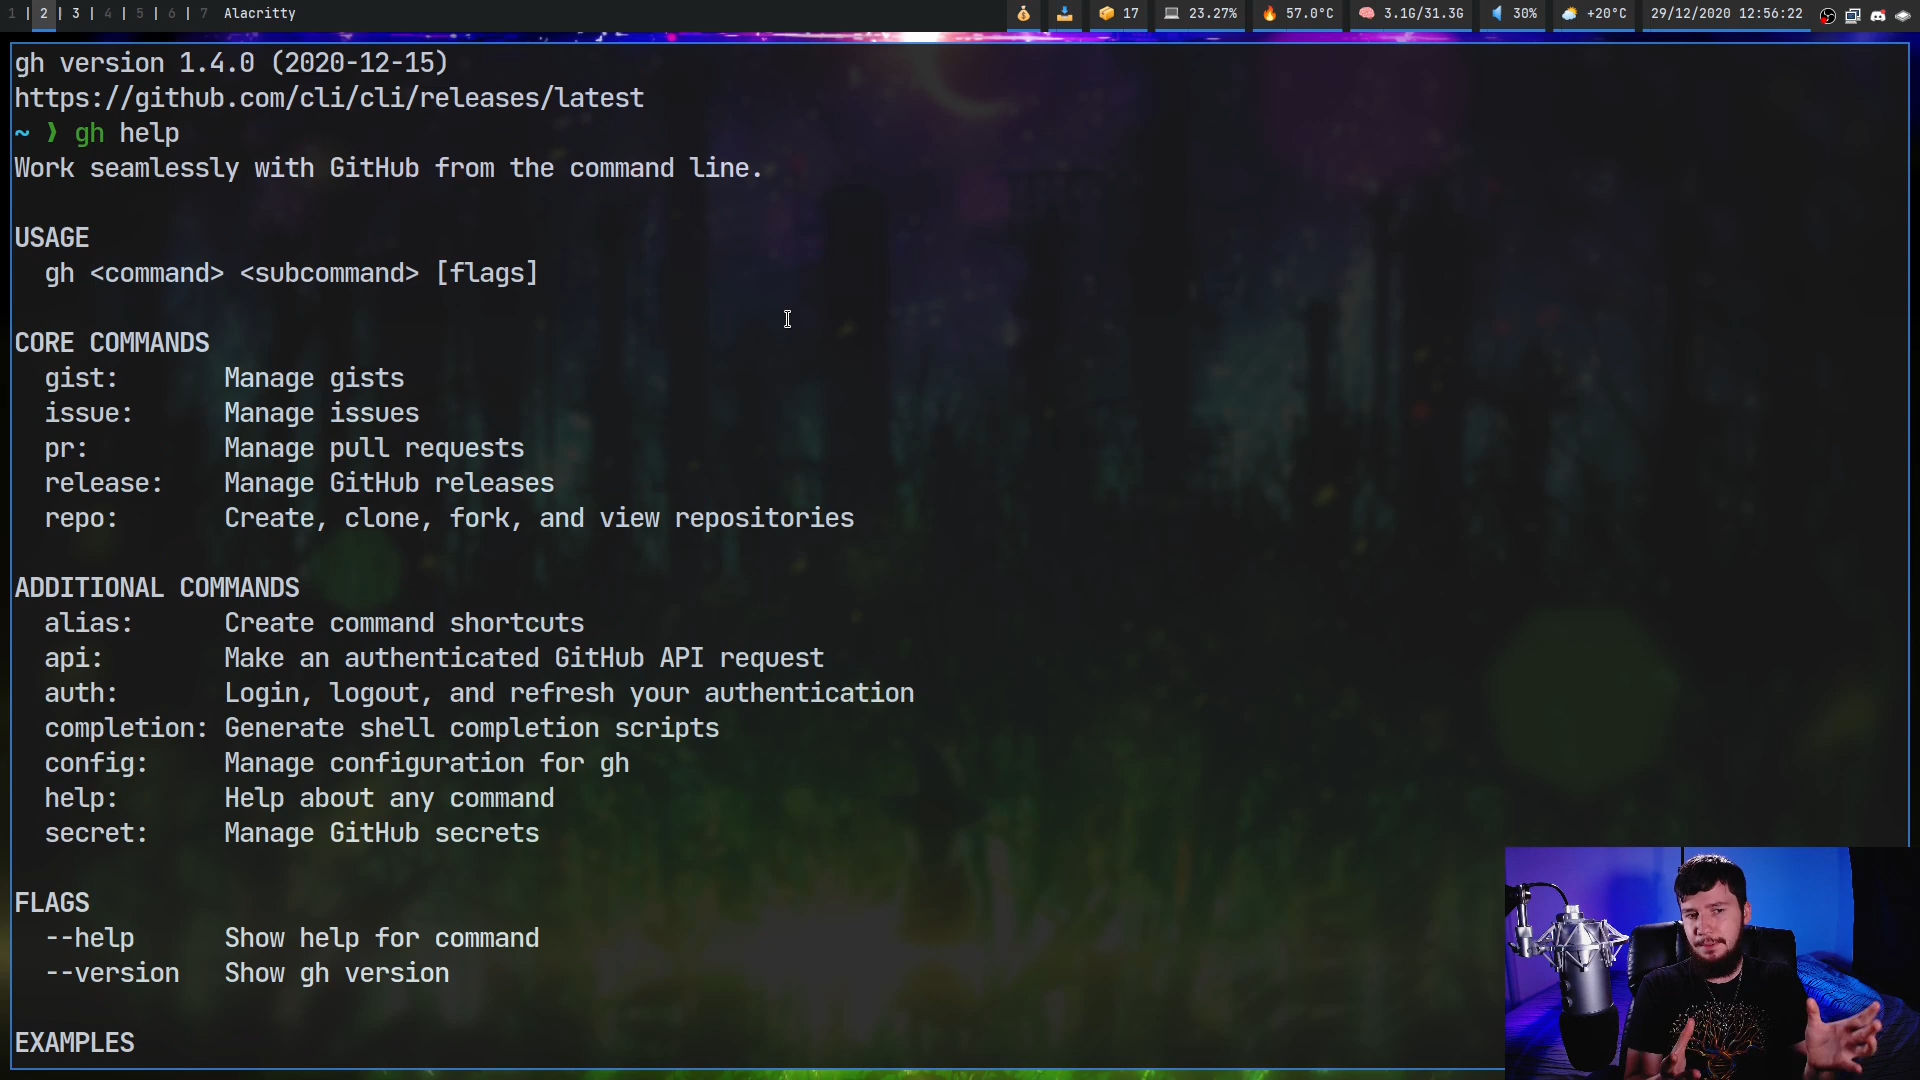 1 | 2 | 3 | 4 | 5 | 6 | 7 Alacritty
17 23.27% 57.0°C 3.1G/31.3G 30% +20°C 29/12/2020 12:56:22
gh version 1.4.0 (2020-12-15)
https://github.com/cli/cli/releases/latest
~ ❯ gh help
Work seamlessly with GitHub from the command line.
USAGE
gh <command> <subcommand> [flags]
CORE COMMANDS
gist: Manage gists
issue: Manage issues
pr: Manage pull requests
release: Manage GitHub releases
repo: Create, clone, fork, and view repositories
ADDITIONAL COMMANDS
alias: Create command shortcuts
api: Make an authenticated GitHub API request
auth: Login, logout, and refresh your authentication
completion: Generate shell completion scripts
config: Manage configuration for gh
help: Help about any command
secret: Manage GitHub secrets
FLAGS
--help Show help for command
--version Show gh version
EXAMPLES